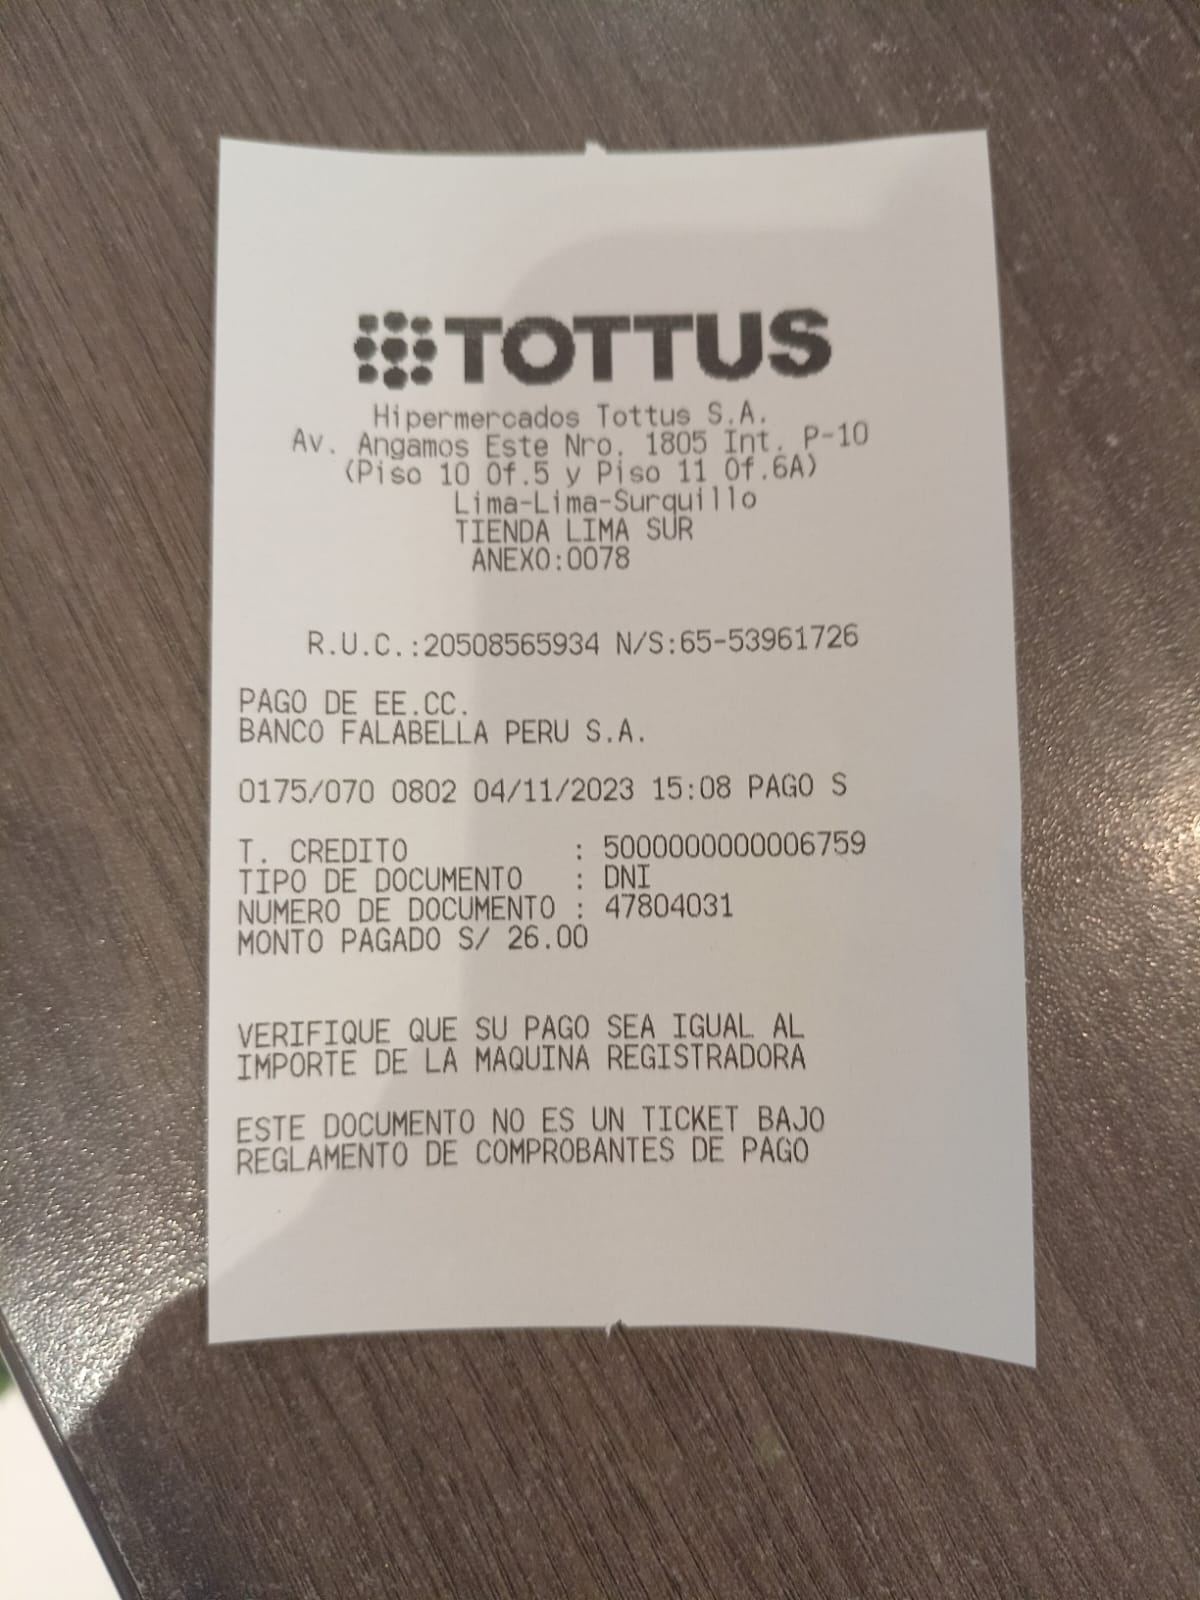 TOTTUS
Hipermercados Tottus S.A.
Av. Angamos Este Nro. 1805 Int. P-10
(Piso 10 Of.5 y Piso 11 Of.6A)
Lima-Lima-Surquillo
TIENDA LIMA SUR
ANEXO:0078
R.U.C.:20508565934 N/S:65-53961726
PAGO DE EE.CC.
BANCO FALABELLA PERU S.A.
0175/070 0802 04/11/2023 15:08 PAGO S
T. CREDITO : 5000000000006759
TIPO DE DOCUMENTO : DNI
NUMERO DE DOCUMENTO : 47804031
MONTO PAGADO S/ 26.00
VERIFIQUE QUE SU PAGO SEA IGUAL AL
IMPORTE DE LA MAQUINA REGISTRADORA
ESTE DOCUMENTO NO ES UN TICKET BAJO
REGLAMENTO DE COMPROBANTES DE PAGO